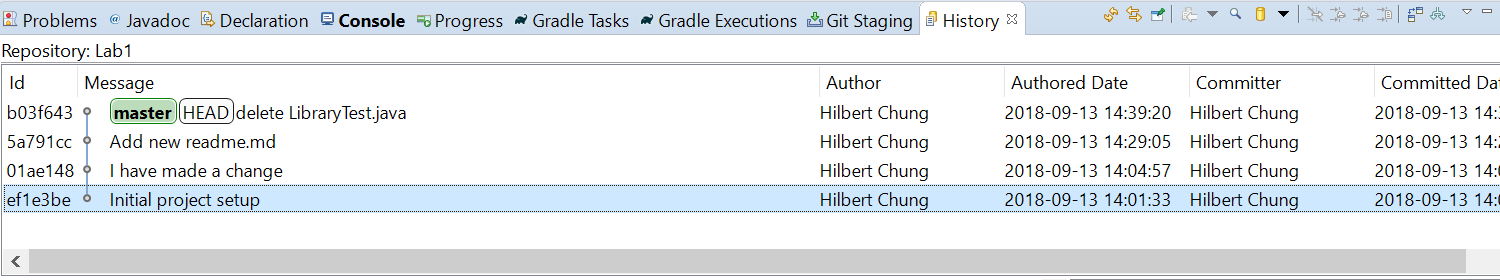 Problems @ Javadoc Declaration Console Progress Gradle Tasks Gradle Executions Git Staging History
Repository: Lab1
Id Message Author Authored Date Committer Committed Dat
b03f643 master HEAD delete LibraryTest.java Hilbert Chung 2018-09-13 14:39:20 Hilbert Chung 2018-09-13 14:3
5a791cc Add new readme.md Hilbert Chung 2018-09-13 14:29:05 Hilbert Chung 2018-09-13 14:2
01ae148 I have made a change Hilbert Chung 2018-09-13 14:04:57 Hilbert Chung 2018-09-13 14:0
ef1e3be Initial project setup Hilbert Chung 2018-09-13 14:01:33 Hilbert Chung 2018-09-13 14:0